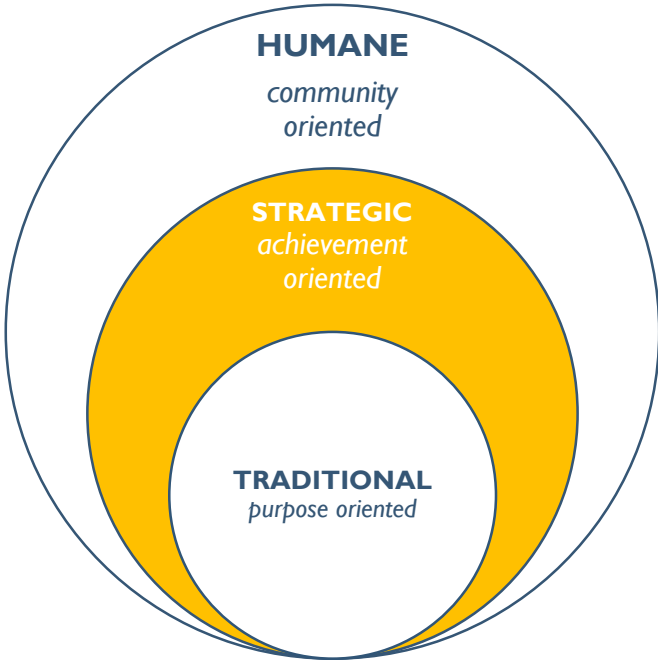 HUMANE
community
oriented
STRATEGIC
achievement
oriented
TRADITIONAL
purpose oriented